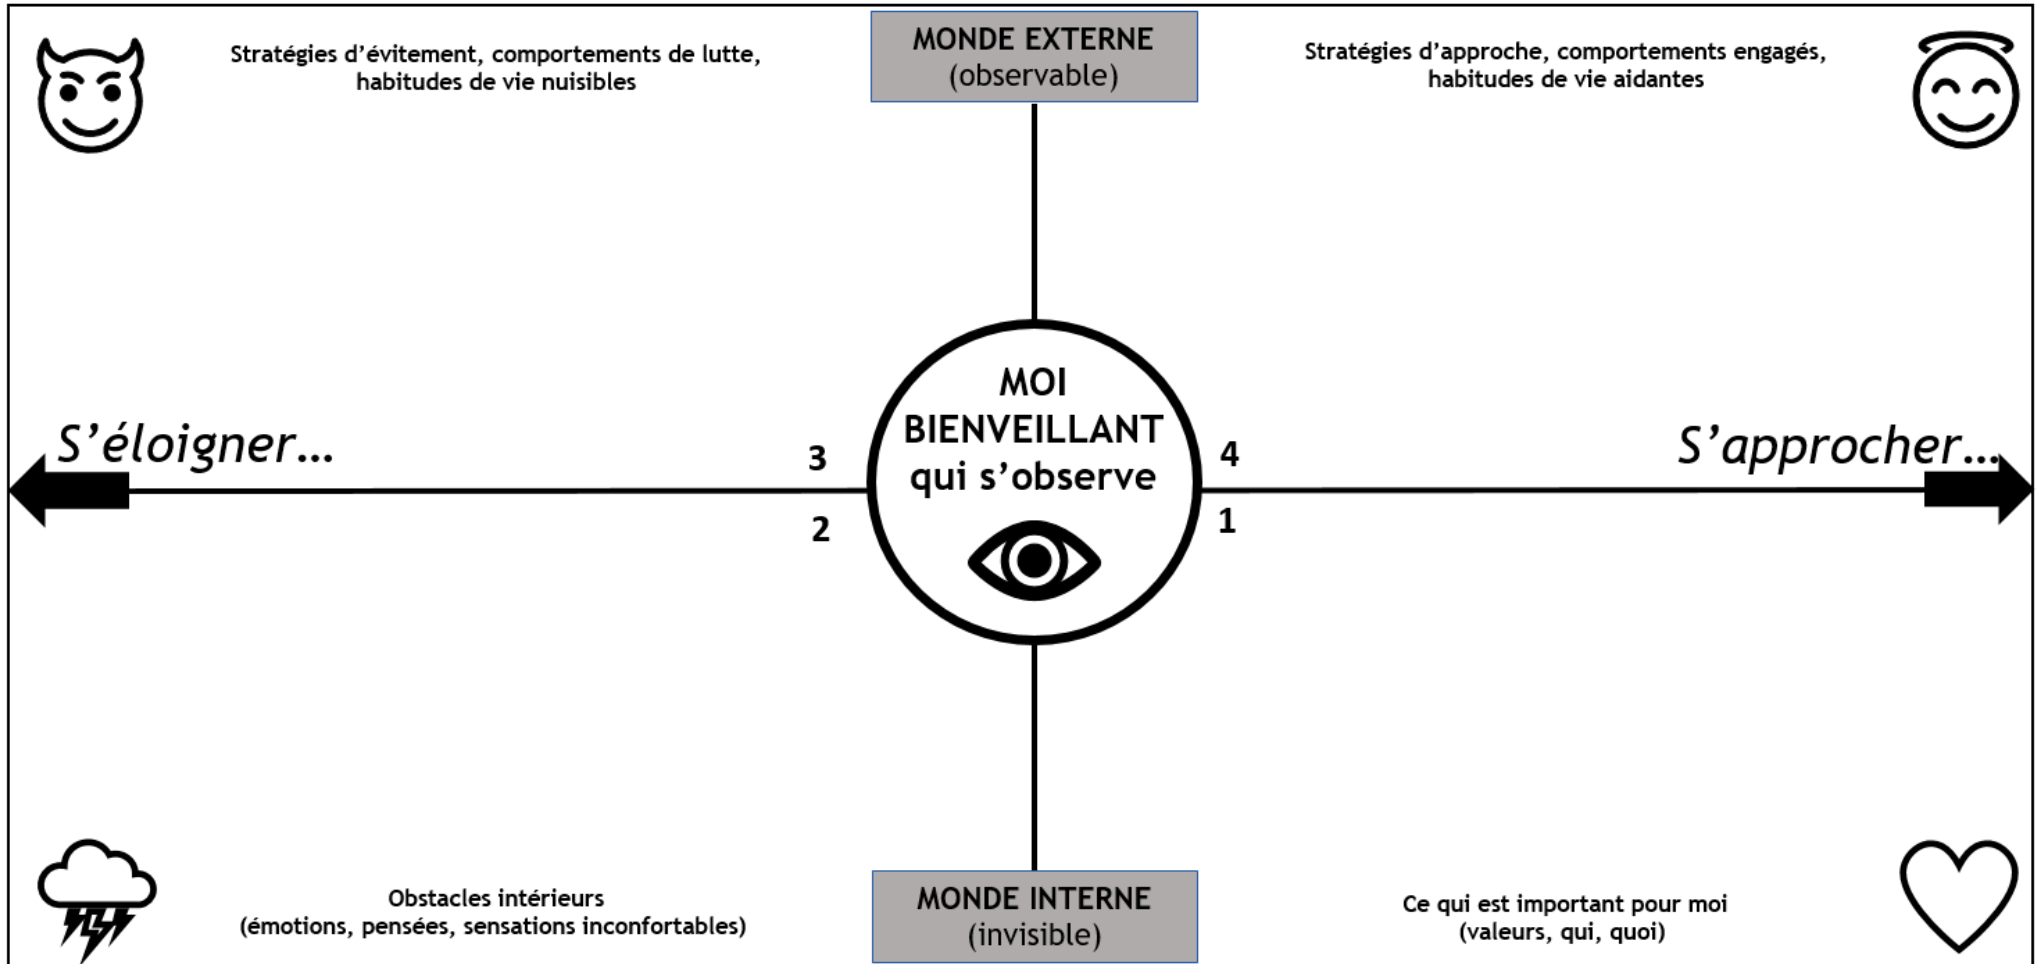 Stratégies d’évitement, comportements de lutte,
habitudes de vie nuisibles
MONDE EXTERNE
(observable)
Stratégies d’approche, comportements engagés,
habitudes de vie aidantes
S’éloigner…
3
2
MOI
BIENVEILLANT
qui s’observe
4
1
S’approcher…
Obstacles intérieurs
(émotions, pensées, sensations inconfortables)
MONDE INTERNE
(invisible)
Ce qui est important pour moi
(valeurs, qui, quoi)